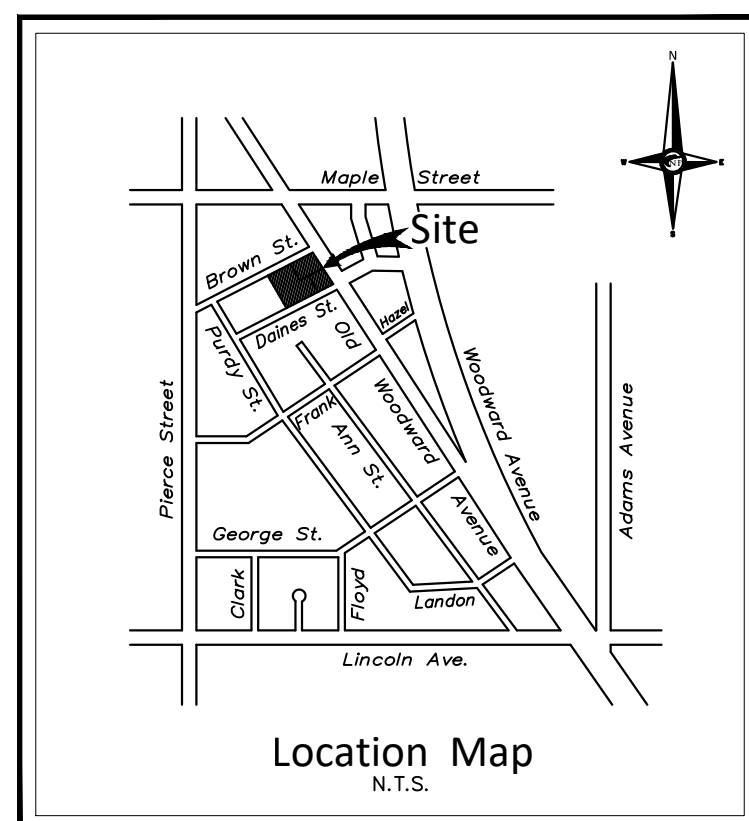 N
W
E
S
Maple Street
Site
Brown St.
Daines St.
Hazel
Old
Woodward
Avenue
Purdy St.
Frank
Ann St.
Woodward Avenue
Pierce Street
Adams Avenue
George St.
Clark
Floyd
Landon
Lincoln Ave.
Location Map
N.T.S.